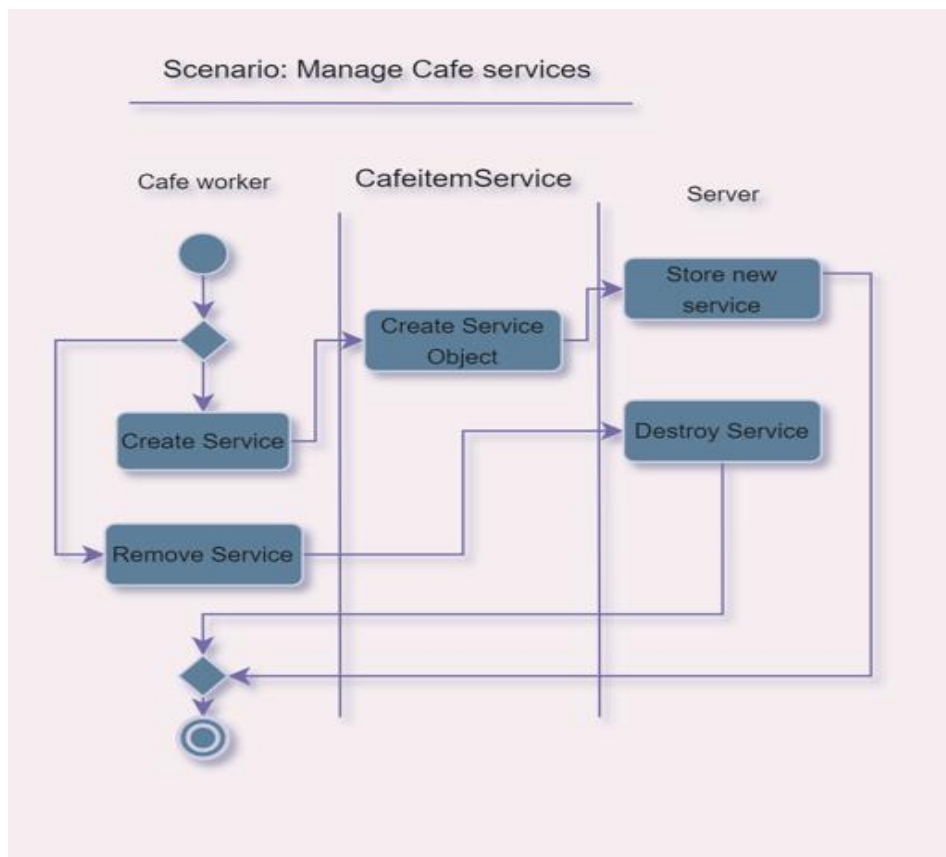 Scenario: Manage Cafe services
Cafe worker
CafeitemService
Server
Store new
service
Create Service
Object
Create Service
Destroy Service
Remove Service